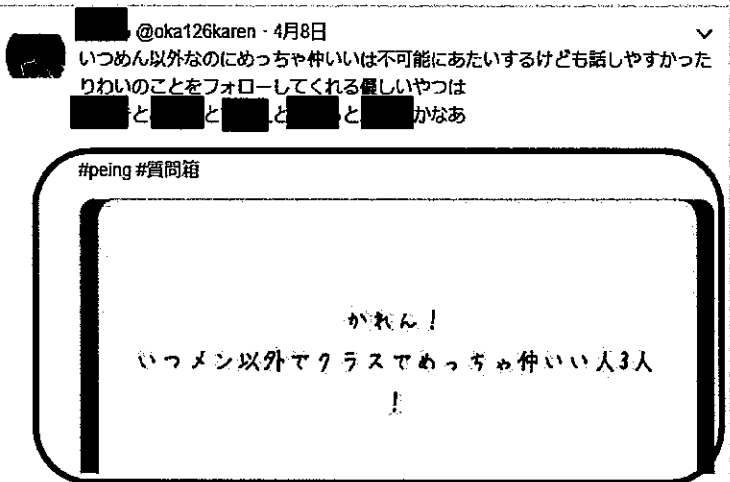 @oka126karen · 4月8日
いつめん以外なのにめっちゃ仲いいは不可能にあたいするけども話しやすかった
りわいのことをフォローしてくれる優しいやつは
と と と と かなあ
#peing #質問箱
かれん!
いつメン以外でクラスでめっちゃ仲いい人3人
!